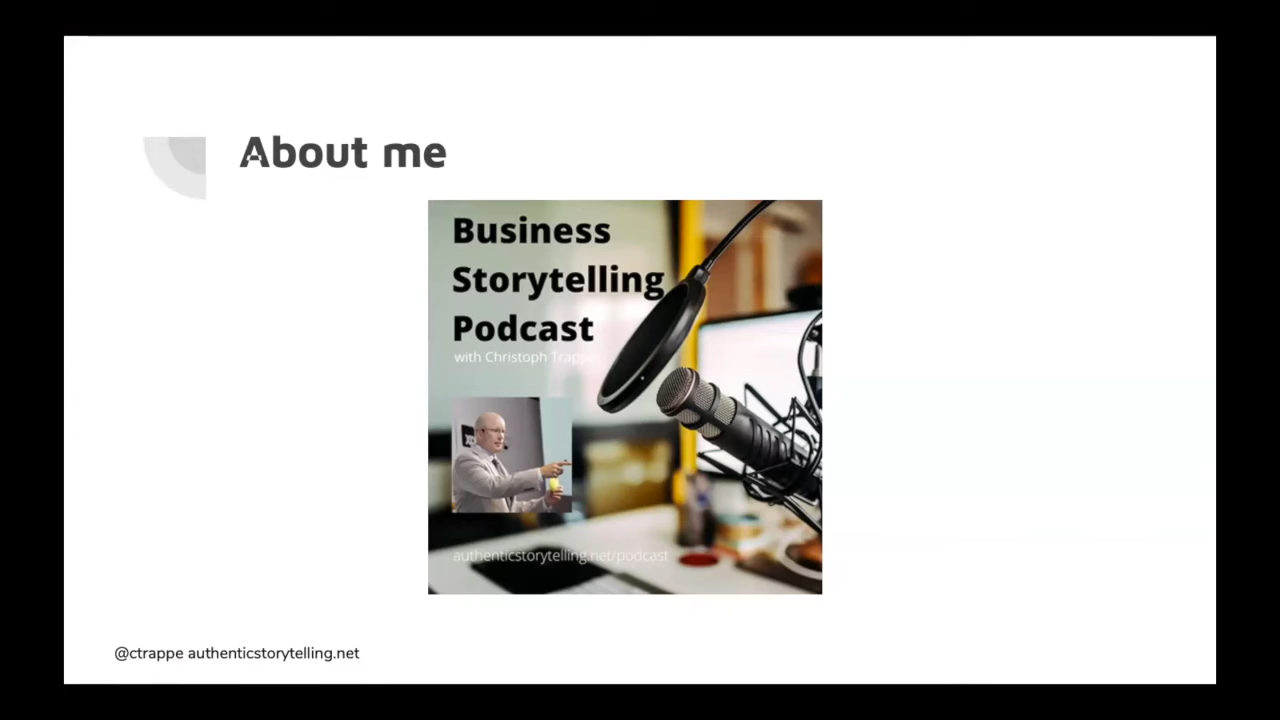 About me
Business
Storytelling
Podcast
with Christoph Trappe
authenticstorytelling.net/podcast
@ctrappe authenticstorytelling.net